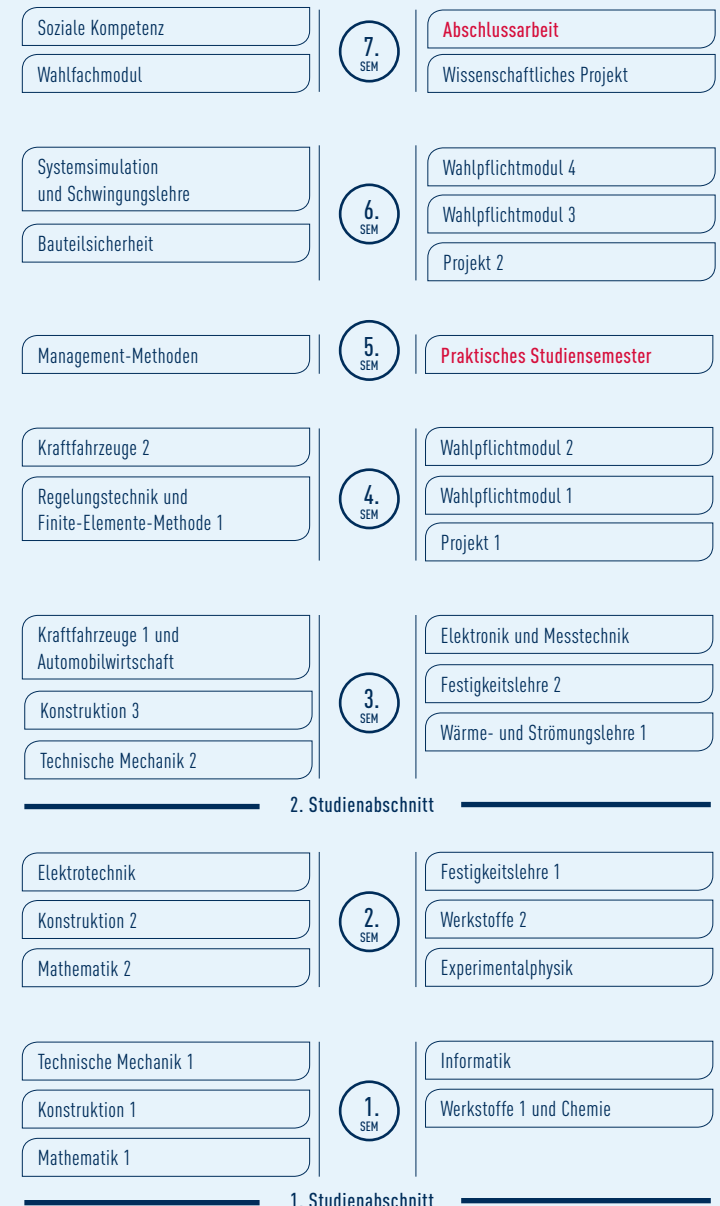 Soziale Kompetenz
Wahlfachmodul
7.
SEM
Abschlussarbeit
Wissenschaftliches Projekt
Systemsimulation
und Schwingungslehre
Bauteilsicherheit
6.
SEM
Wahlpflichtmodul 4
Wahlpflichtmodul 3
Projekt 2
Management-Methoden
5.
SEM
Praktisches Studiensemester
Kraftfahrzeuge 2
Regelungstechnik und
Finite-Elemente-Methode 1
4.
SEM
Wahlpflichtmodul 2
Wahlpflichtmodul 1
Projekt 1
Kraftfahrzeuge 1 und
Automobilwirtschaft
Konstruktion 3
Technische Mechanik 2
3.
SEM
Elektronik und Messtechnik
Festigkeitslehre 2
Wärme- und Strömungslehre 1
2. Studienabschnitt
Elektrotechnik
Konstruktion 2
Mathematik 2
2.
SEM
Festigkeitslehre 1
Werkstoffe 2
Experimentalphysik
Technische Mechanik 1
Konstruktion 1
Mathematik 1
1.
SEM
Informatik
Werkstoffe 1 und Chemie
1. Studienabschnitt